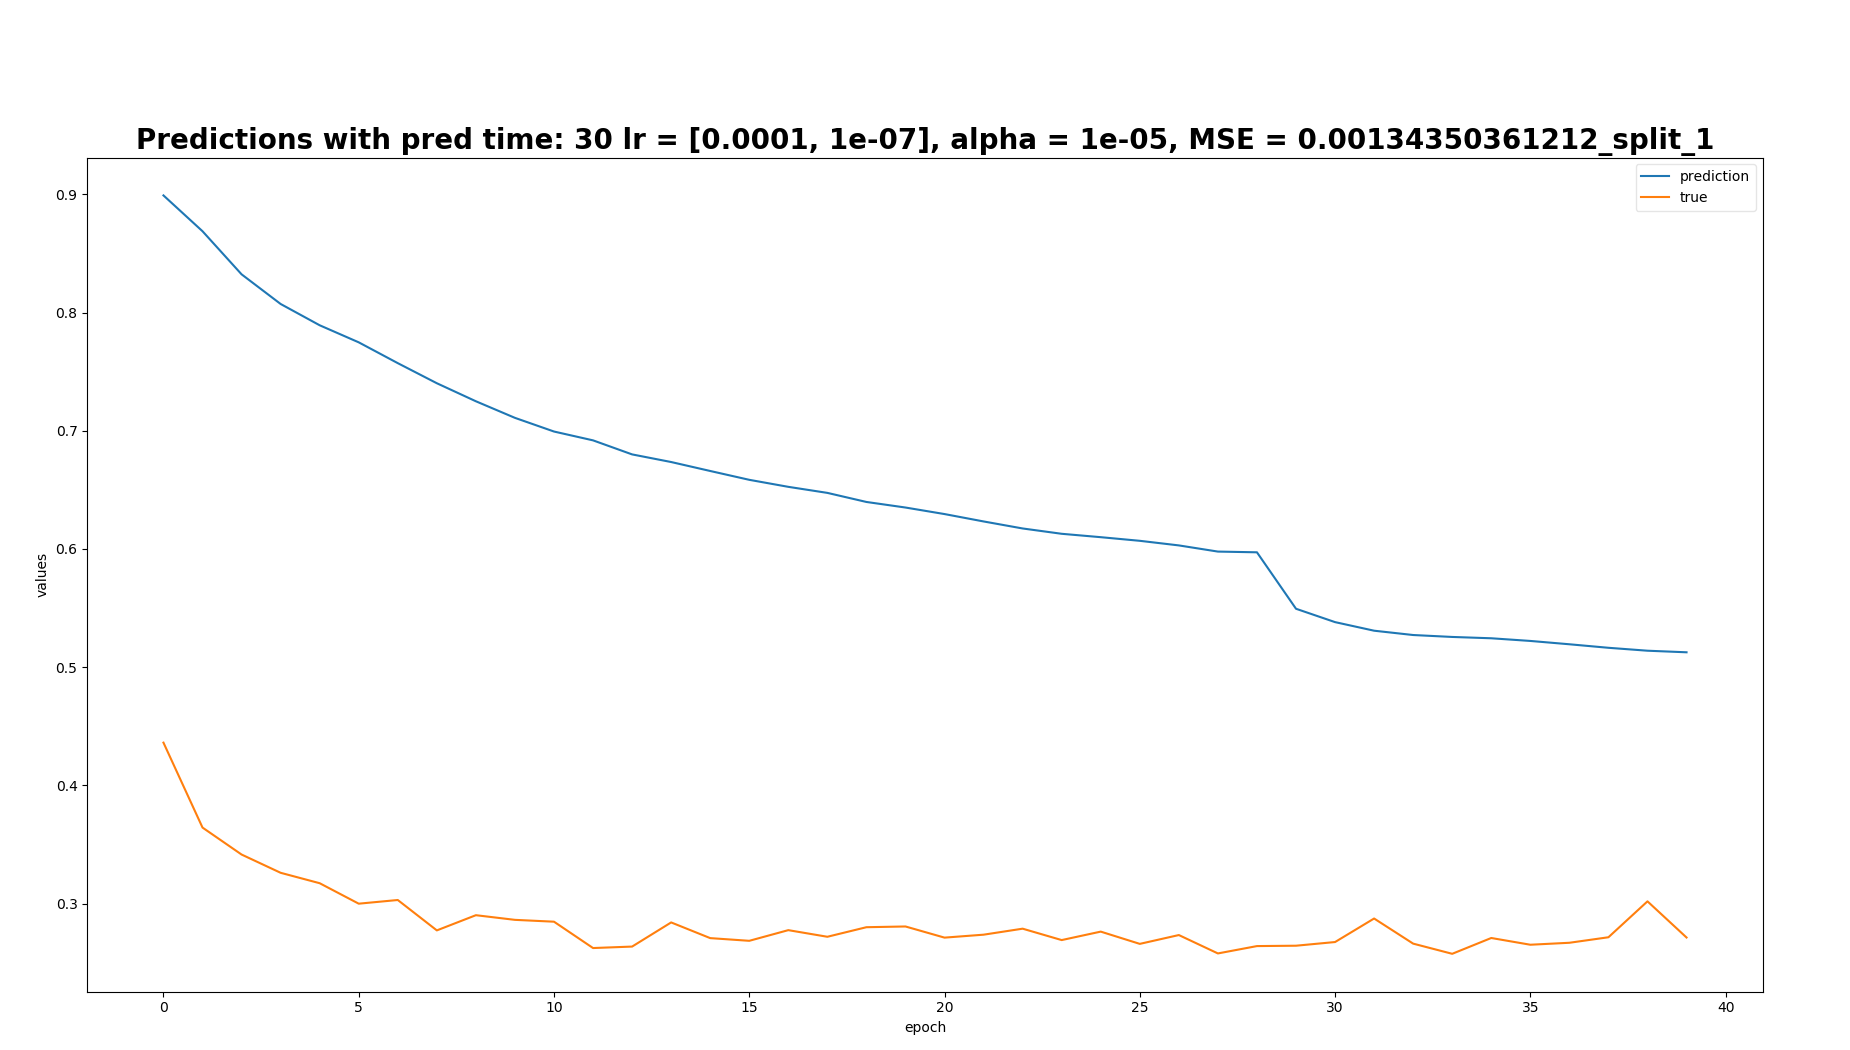 Predictions with pred time: 30 lr = [0.0001, 1e-07], alpha = 1e-05, MSE = 0.00134350361212_split_1
prediction
true
values
0.9
0.8
0.7
0.6
0.5
0.4
0.3
0 5 10 15 20 25 30 35 40
epoch